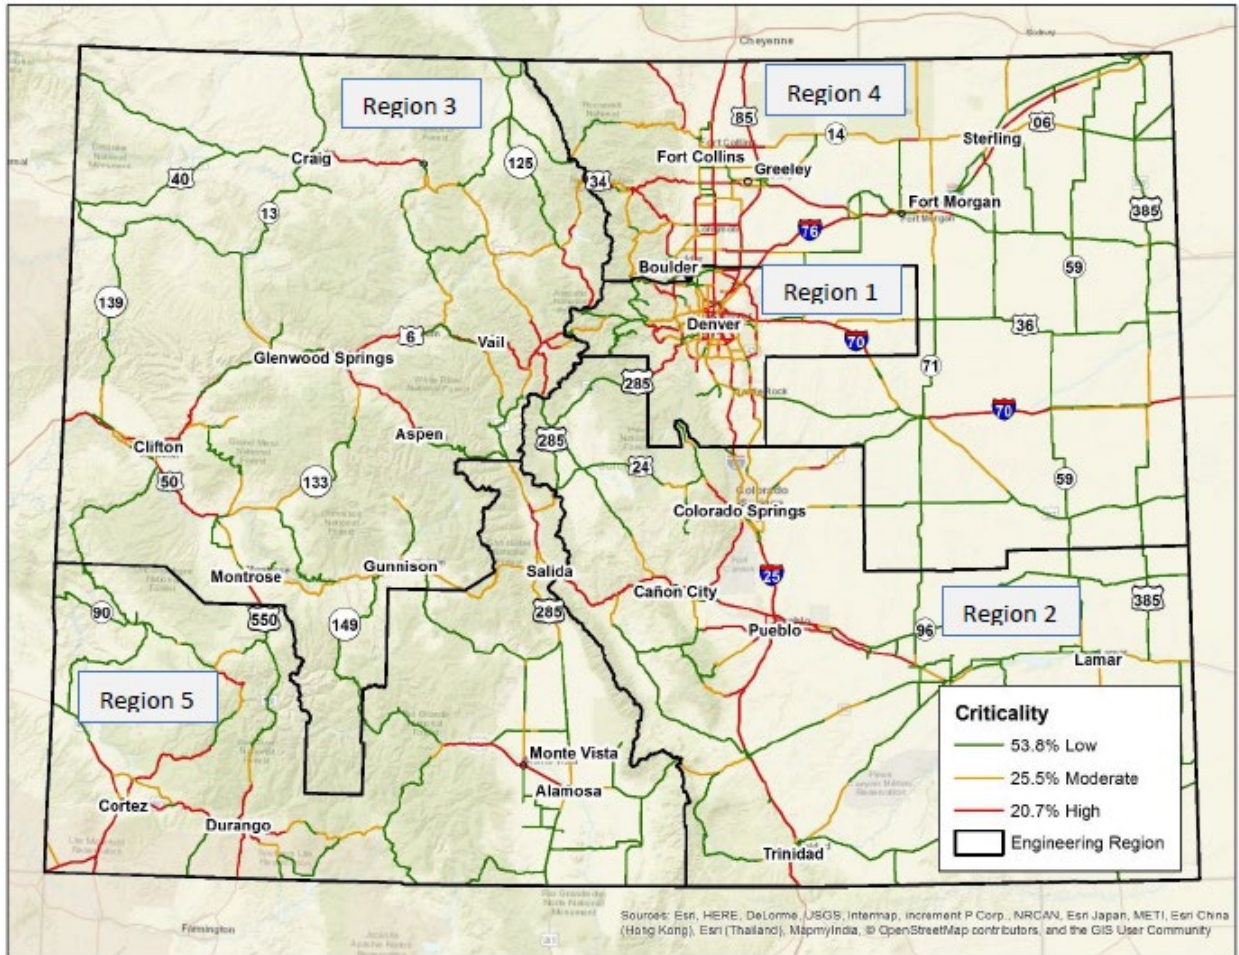 Cheyenne
Sidney
Region 3
Region 4
85
14
06
Sterling
Craig
125
Fort Collins
Greeley
40
34
13
Fort Morgan
Fort Morgan
385
76
Boulder
59
139
Region 1
Denver
36
6
Vail
Glenwood Springs
70
71
285
Aspen
70
Clifton
285
24
50
133
59
Colorado Springs
Gunnison
Salida
Montrose
25
Cañon City
90
550
149
285
385
Region 2
96
Pueblo
Lamar
Region 5
Criticality
53.8% Low
25.5% Moderate
20.7% High
Engineering Region
Monte Vista
Alamosa
Cortez
Durango
Trinidad
Farmington
Sources: Esri, HERE, DeLorme, USGS, Intermap, increment P Corp., NRCAN, Esri Japan, METI, Esri China
(Hong Kong), Esri (Thailand), MapmyIndia, © OpenStreetMap contributors, and the GIS User Community